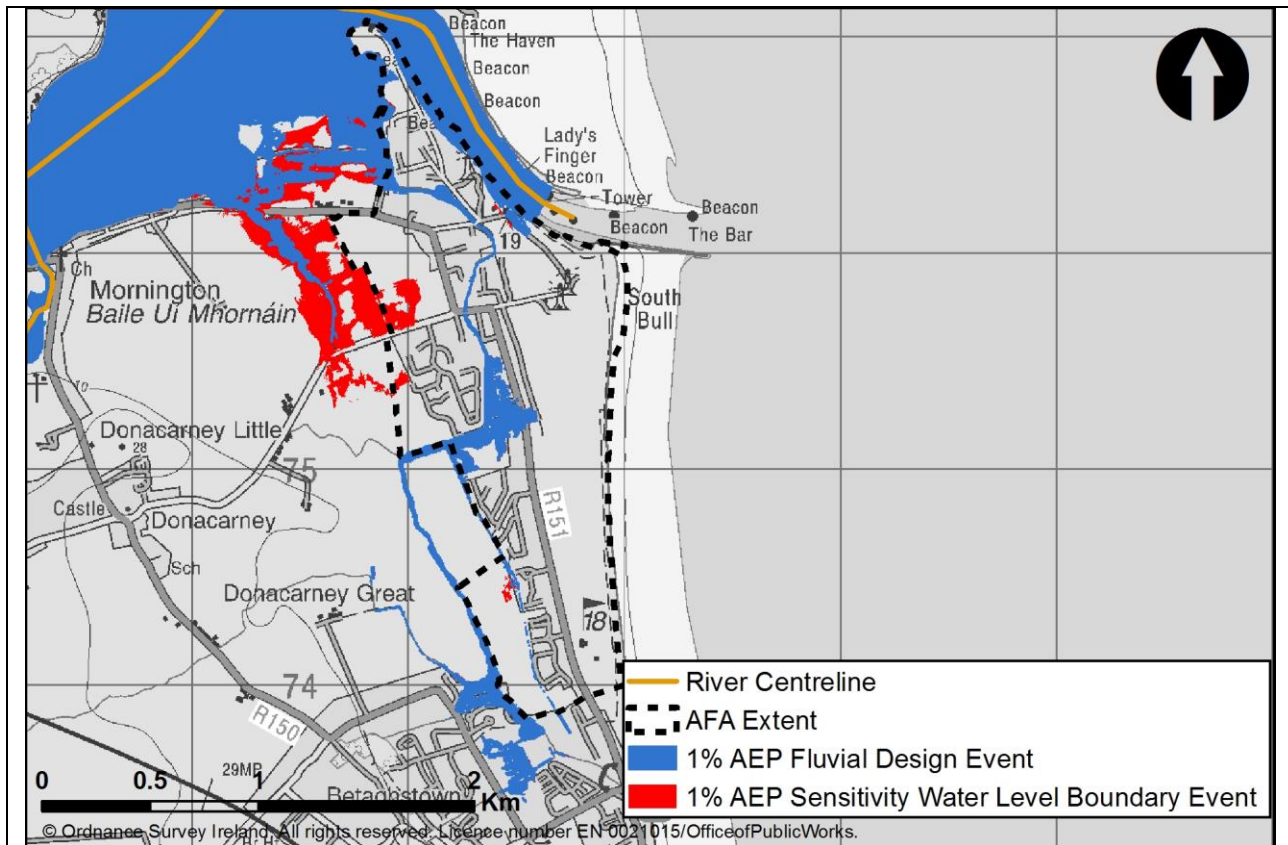 Beacon
The Haven
Beacon
Beacon
Lady's
Finger
Beacon
Tower
Beacon
Beacon
The Bar
19
Ch
Mornington
Baile Uí Mhornáin
South
Bull
Donacarney Little
28
75
Castle
Donacarney
R151
Sch
Donacarney Great
18
74
R150
29MP
Betaghstown
River Centreline
AFA Extent
1% AEP Fluvial Design Event
1% AEP Sensitivity Water Level Boundary Event
0 0.5 1 2
Km
© Ordnance Survey Ireland. All rights reserved. Licence number EN 0021015/OfficeofPublicWorks.